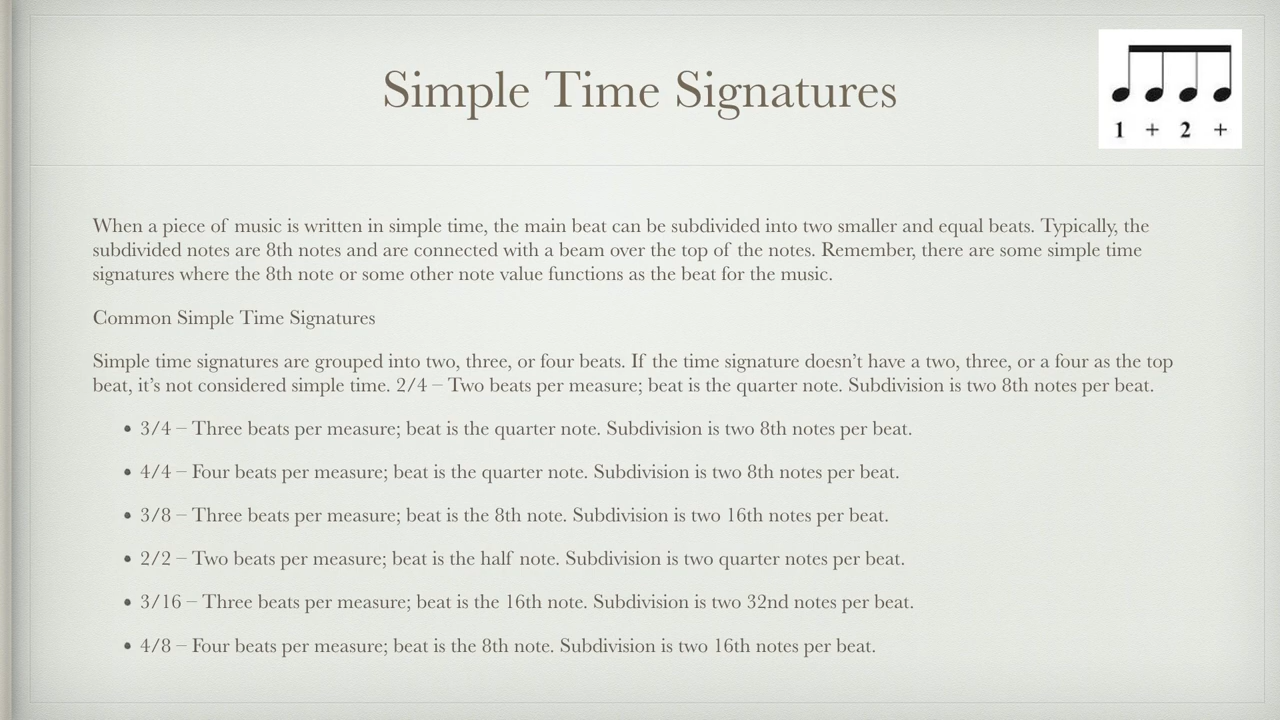 Simple Time Signatures
1 + 2 +
When a piece of music is written in simple time, the main beat can be subdivided into two smaller and equal beats. Typically, the
subdivided notes are 8th notes and are connected with a beam over the top of the notes. Remember, there are some simple time
signatures where the 8th note or some other note value functions as the beat for the music.
Common Simple Time Signatures
Simple time signatures are grouped into two, three, or four beats. If the time signature doesn’t have a two, three, or a four as the top
beat, it’s not considered simple time. 2/4 – Two beats per measure; beat is the quarter note. Subdivision is two 8th notes per beat.
• 3/4 – Three beats per measure; beat is the quarter note. Subdivision is two 8th notes per beat.
• 4/4 – Four beats per measure; beat is the quarter note. Subdivision is two 8th notes per beat.
• 3/8 – Three beats per measure; beat is the 8th note. Subdivision is two 16th notes per beat.
• 2/2 – Two beats per measure; beat is the half note. Subdivision is two quarter notes per beat.
• 3/16 – Three beats per measure; beat is the 16th note. Subdivision is two 32nd notes per beat.
• 4/8 – Four beats per measure; beat is the 8th note. Subdivision is two 16th notes per beat.